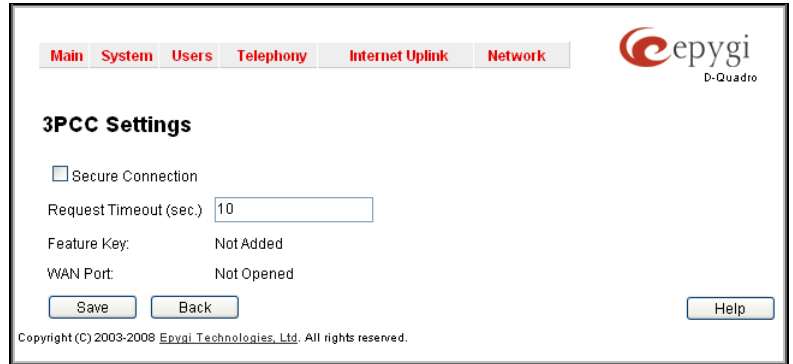 Main System Users Telephony Internet Uplink Network
epygi
D-Quadro
3PCC Settings
Secure Connection
Request Timeout (sec.) 10
Feature Key: Not Added
WAN Port: Not Opened
Save Back Help
Copyright (C) 2003-2008 Epygi Technologies, Ltd. All rights reserved.